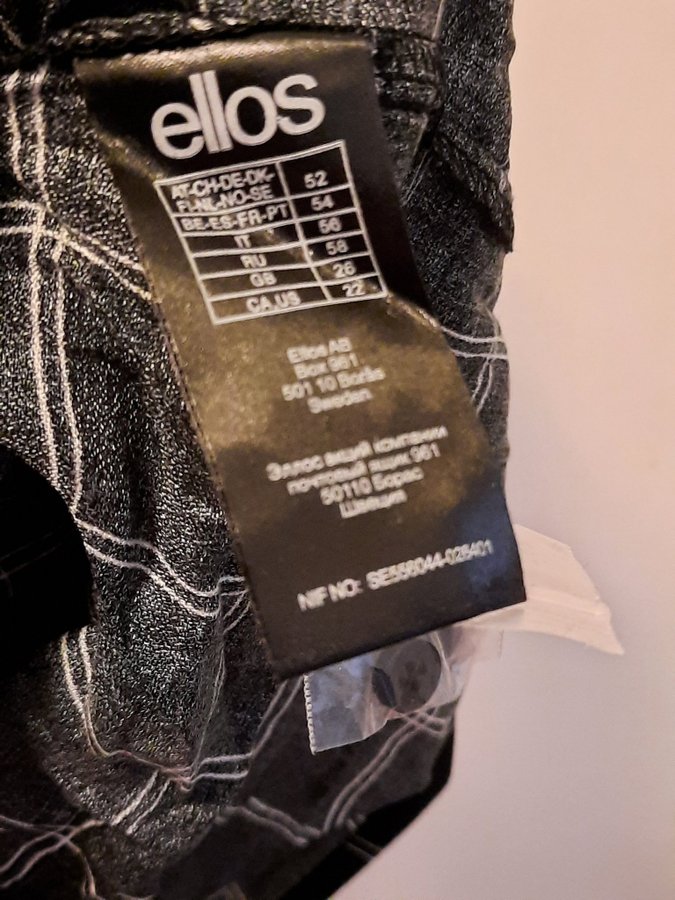 ellos
AT-CH-DE-DK-
FI-NL-NO-SE 52
BE-ES-FR-PT 54
IT 56
RU 58
GB 26
CA,US 22
Ellos AB
Box 961
501 10 Borås
Sweden
Эллос акций компании
почтовый ящик 961
50110 Борас
Швеция
NIF NO: SE556044-026401